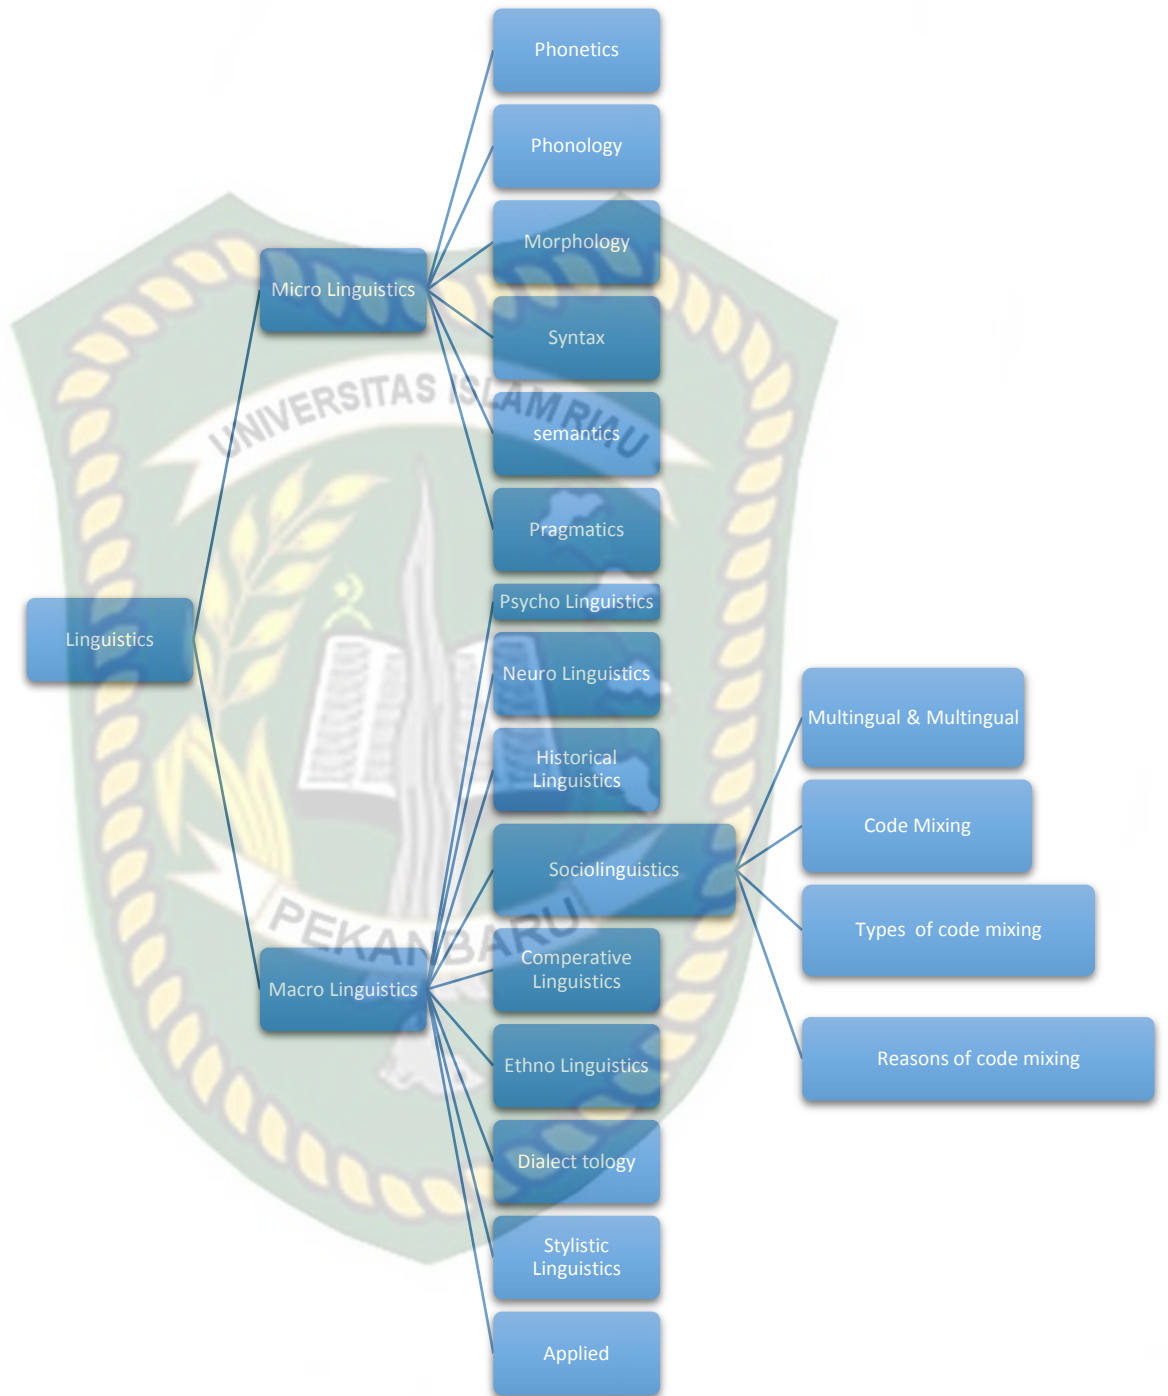 Phonetics
Phonology
Morphology
Micro Linguistics
Syntax
UNIVERSITAS ISLAM RIAU
semantics
Pragmatics
Psycho Linguistics
Linguistics
Neuro Linguistics
Multingual & Multingual
Historical
Linguistics
Code Mixing
Sociolinguistics
Types of code mixing
PEKANBARU
Comperative
Linguistics
Macro Linguistics
Reasons of code mixing
Ethno Linguistics
Dialect tology
Stylistic
Linguistics
Applied